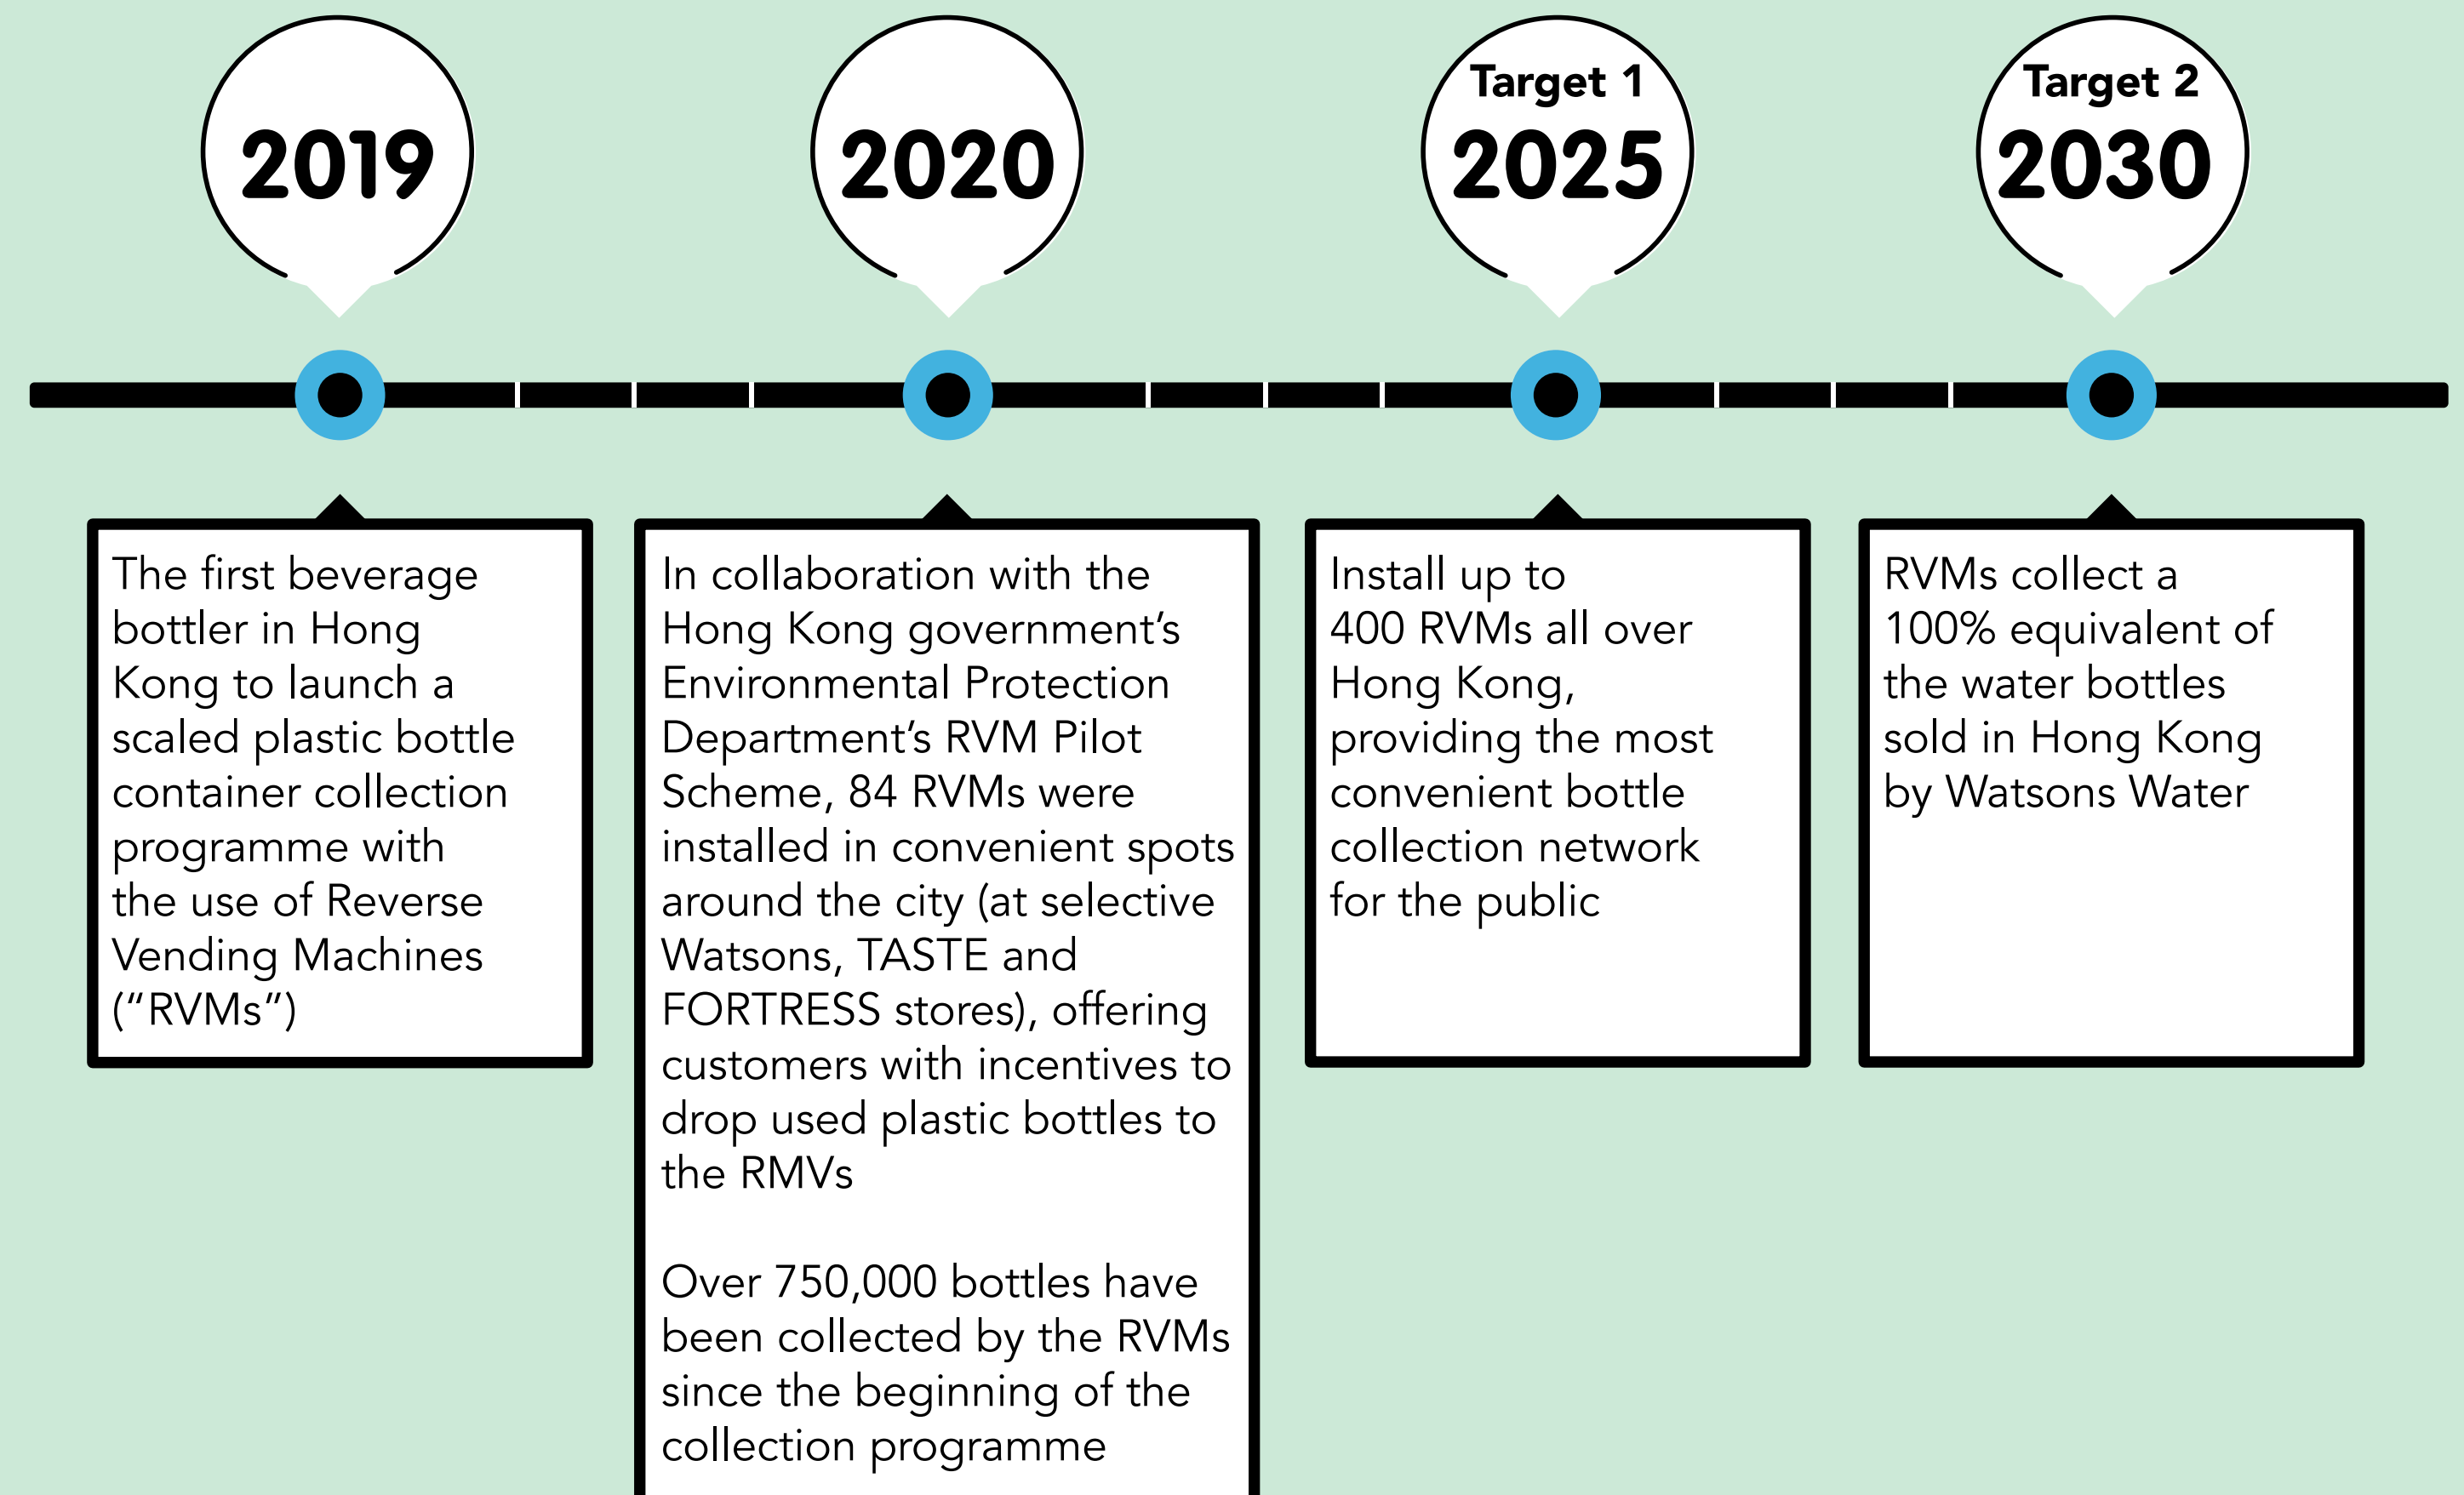 2019
2020
Target 1
2025
Target 2
2030
The first beverage
bottler in Hong
Kong to launch a
scaled plastic bottle
container collection
programme with
the use of Reverse
Vending Machines
(“RVMs”)
In collaboration with the
Hong Kong government’s
Environmental Protection
Department’s RVM Pilot
Scheme, 84 RVMs were
installed in convenient spots
around the city (at selective
Watsons, TASTE and
FORTRESS stores), offering
customers with incentives to
drop used plastic bottles to
the RMVs
Over 750,000 bottles have
been collected by the RVMs
since the beginning of the
collection programme
Install up to
400 RVMs all over
Hong Kong,
providing the most
convenient bottle
collection network
for the public
RVMs collect a
100% equivalent of
the water bottles
sold in Hong Kong
by Watsons Water